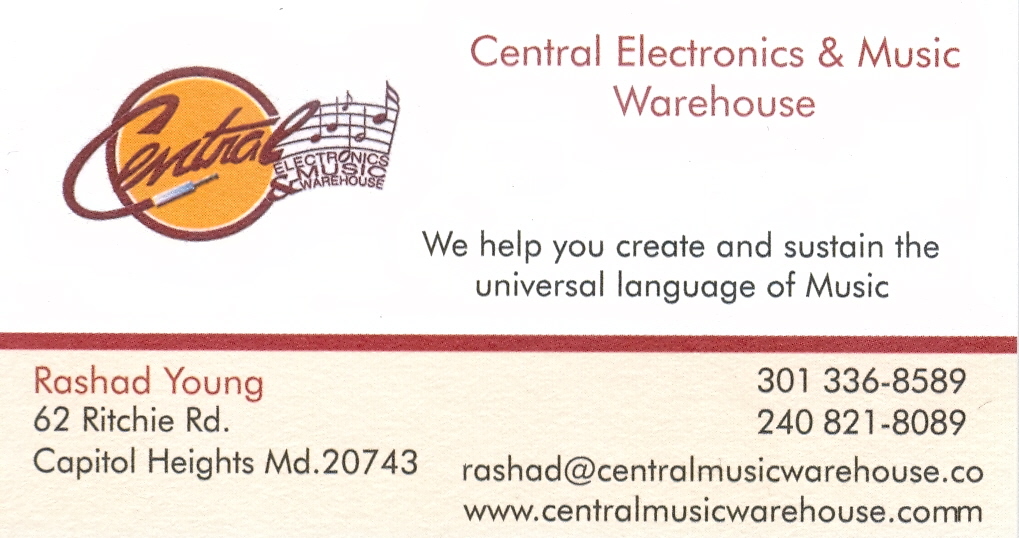 Central Electronics & Music
Warehouse
Central
ELECTRONICS
& MUSIC
WAREHOUSE
We help you create and sustain the
universal language of Music
Rashad Young
62 Ritchie Rd.
Capitol Heights Md.20743
301 336-8589
240 821-8089
rashad@centralmusicwarehouse.co
www.centralmusicwarehouse.comm